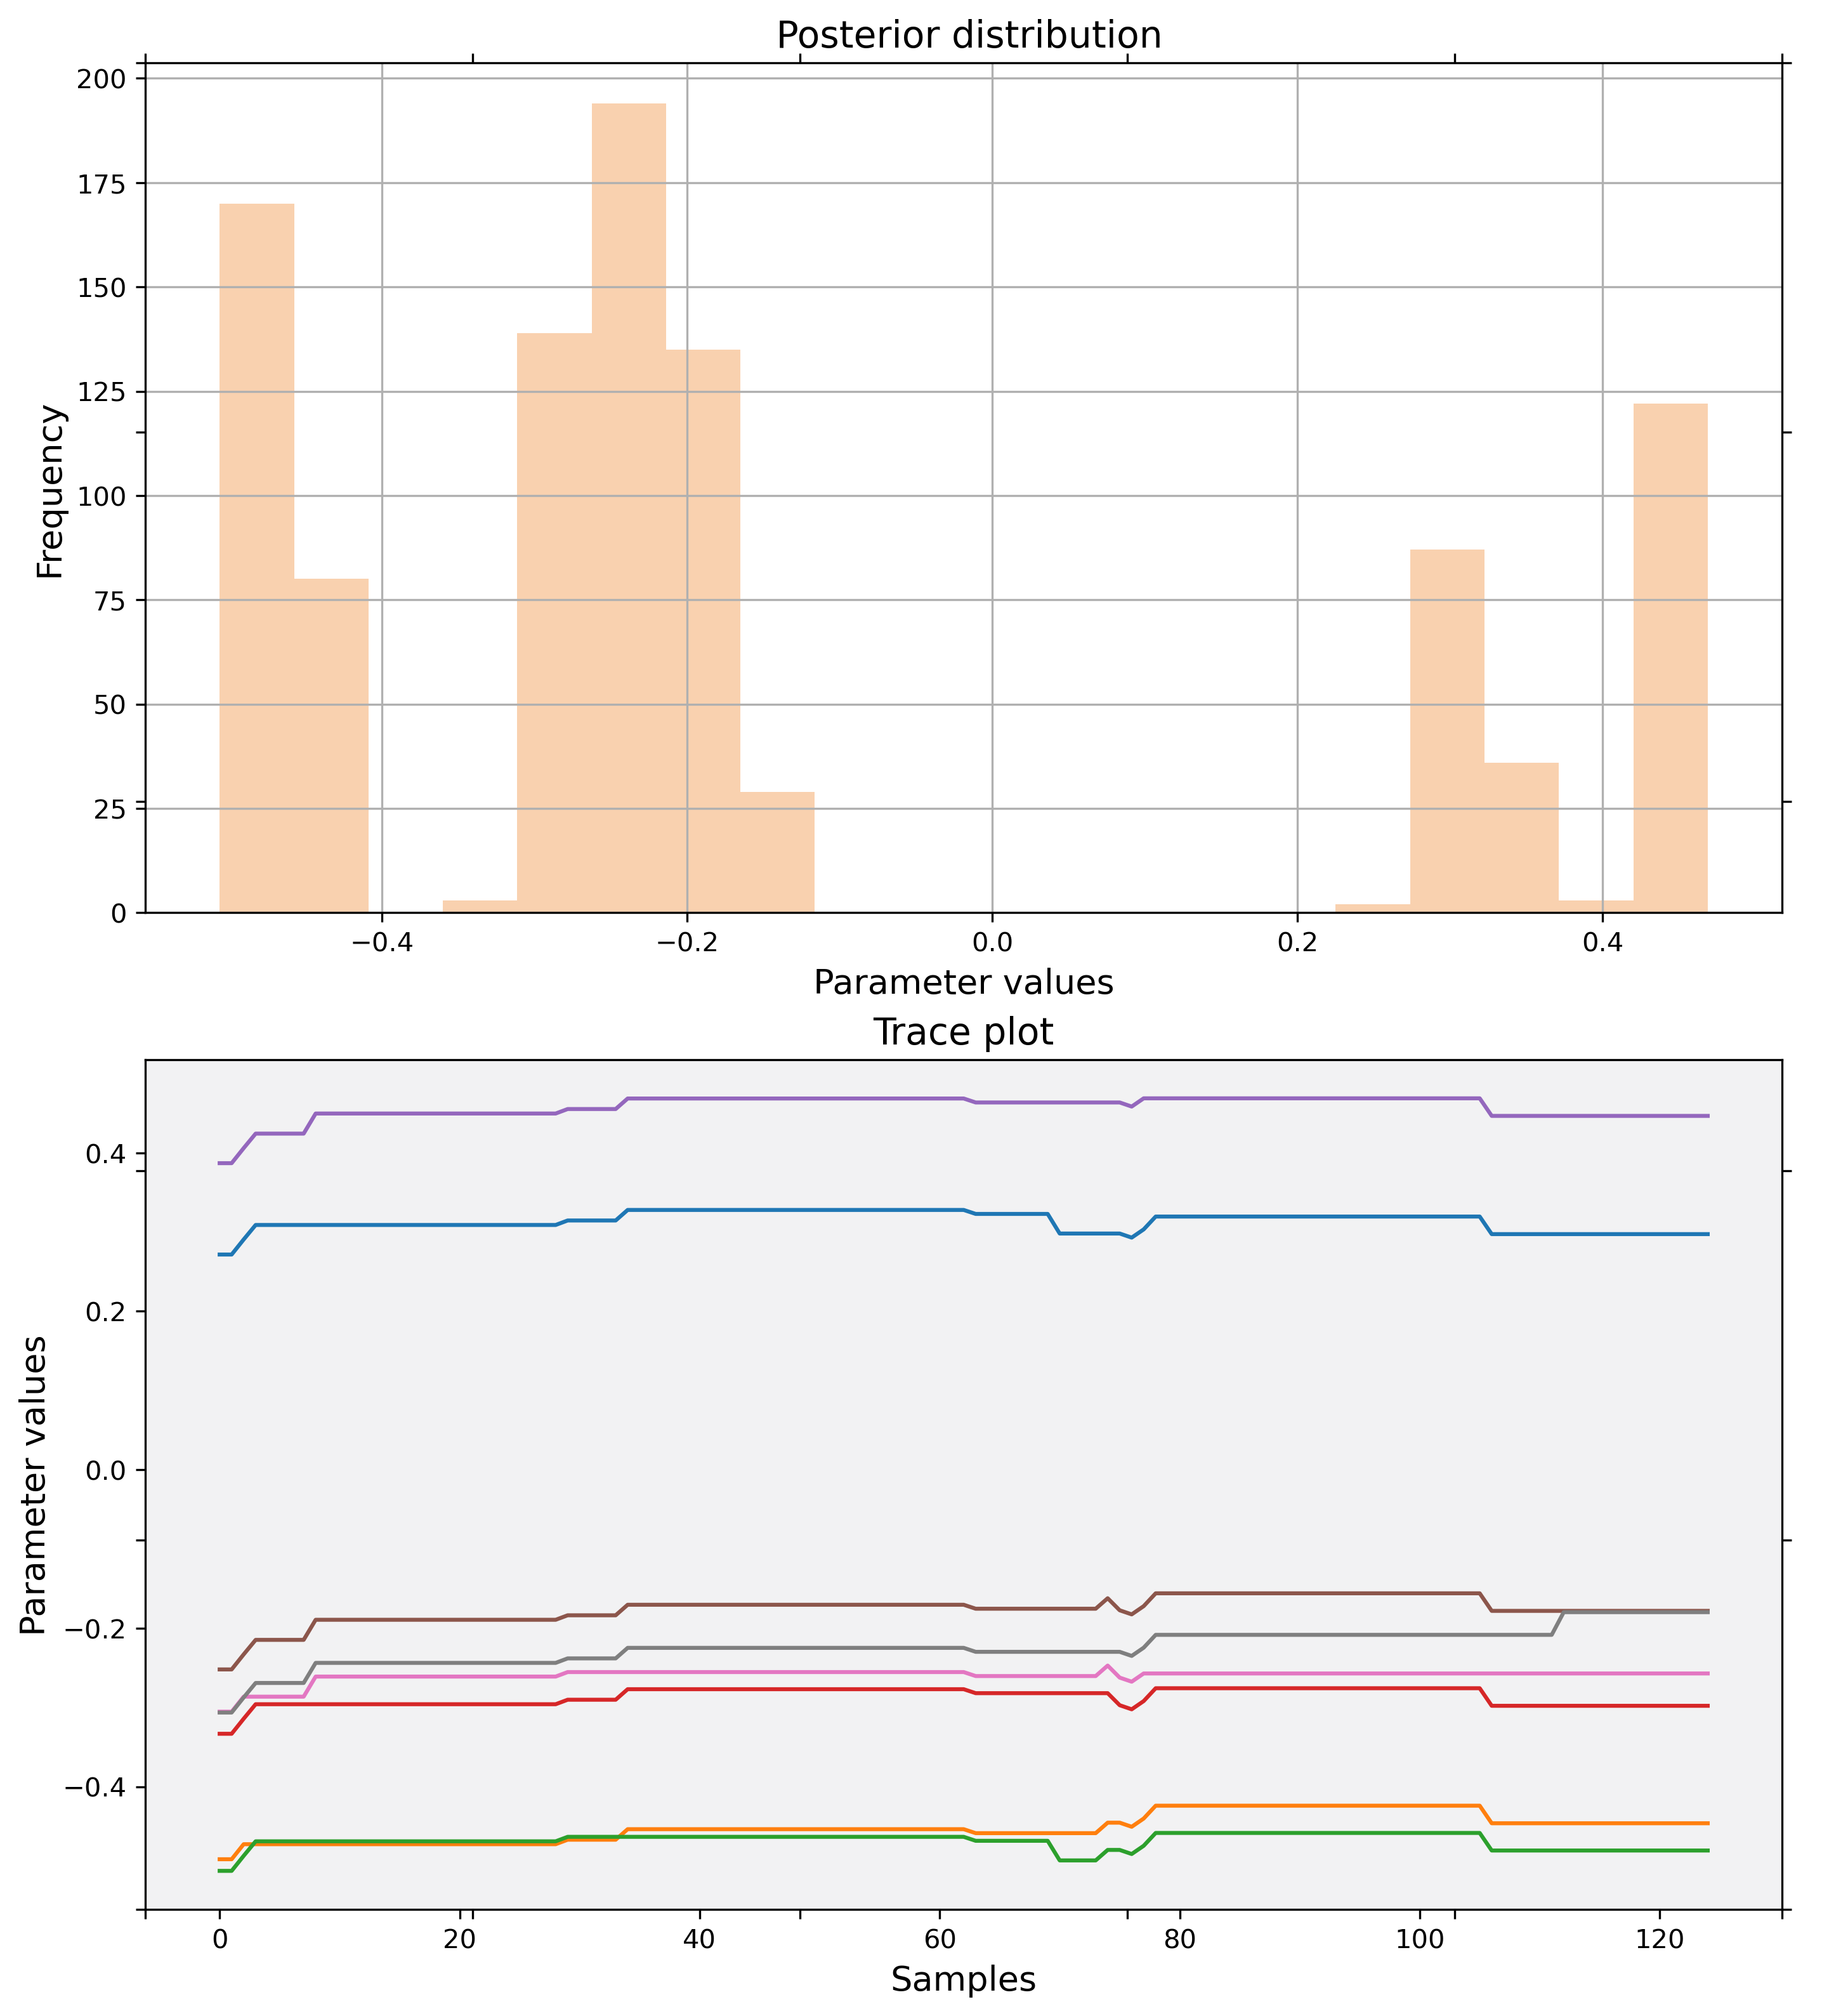 Posterior distribution
200
175
150
125
100
75
50
25
0
Frequency
−0.4 −0.2 0.0 0.2 0.4
Parameter values
Trace plot
0.4
0.2
0.0
−0.2
−0.4
Parameter values
0 20 40 60 80 100 120
Samples